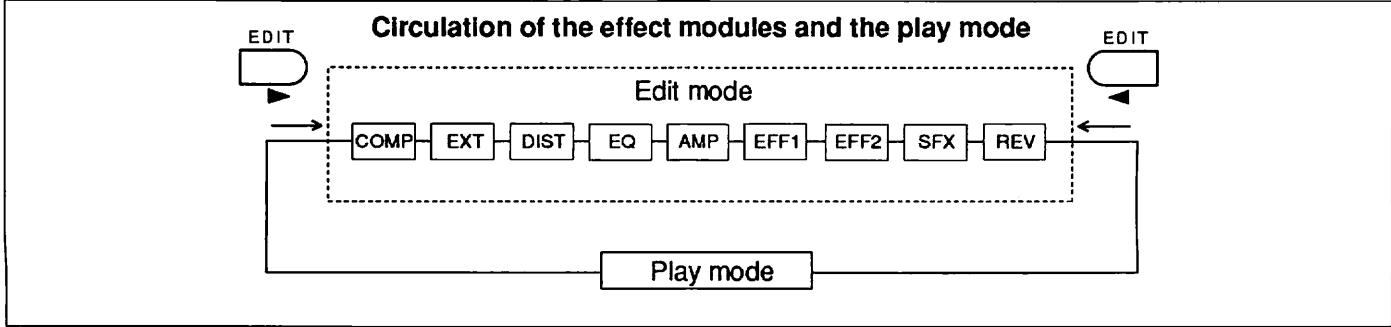 Circulation of the effect modules and the play mode
EDIT
EDIT
Edit mode
COMP EXT DIST EQ AMP EFF1 EFF2 SFX REV
Play mode